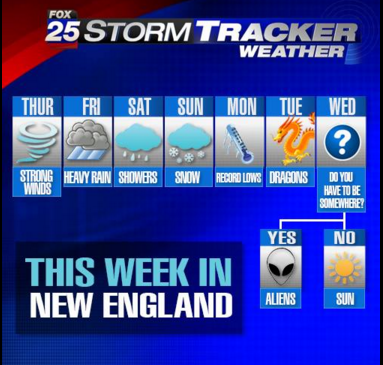 FOX
25 STORM TRACKER
WEATHER
THUR FRI SAT SUN MON TUE WED
?
STRONG WINDS
HEAVY RAIN
SHOWERS
SNOW
RECORD LOWS
DRAGONS
DO YOU
HAVE TO BE
SOMEWHERE?
YES NO
ALIENS SUN
THIS WEEK IN
NEW ENGLAND